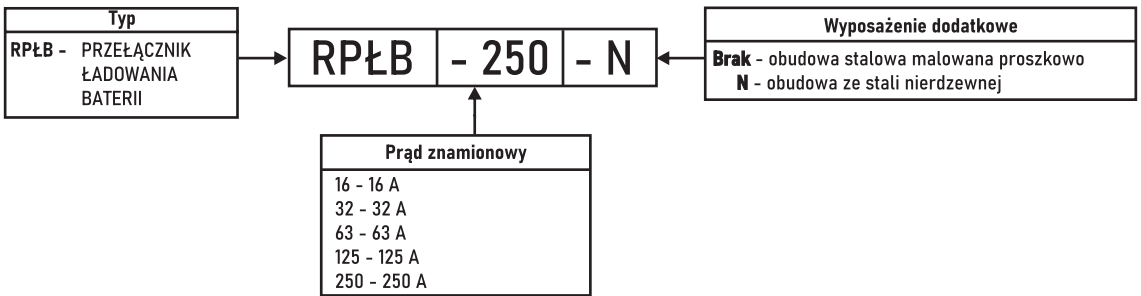 Typ
RPŁB - PRZEŁĄCZNIK
ŁADOWANIA
BATERII
RPŁB - 250 - N
Wyposażenie dodatkowe
Brak - obudowa stalowa malowana proszkowo
N - obudowa ze stali nierdzewnej
Prąd znamionowy
16 - 16 A
32 - 32 A
63 - 63 A
125 - 125 A
250 - 250 A